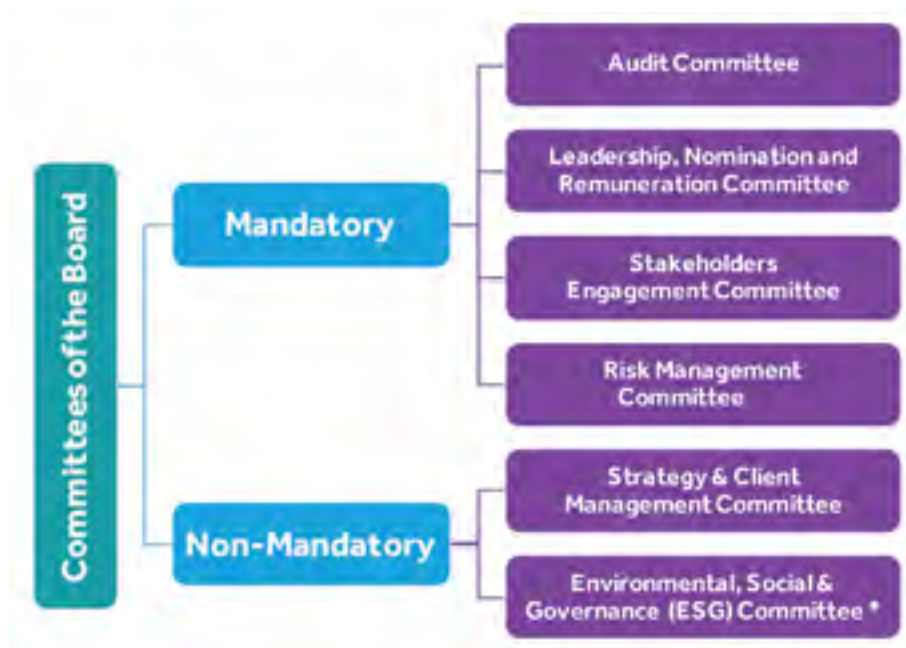 Committees of the Board
Mandatory
Audit Committee
Leadership, Nomination and
Remuneration Committee
Stakeholders
Engagement Committee
Risk Management
Committee
Non-Mandatory
Strategy & Client
Management Committee
Environmental, Social &
Governance (ESG) Committee *